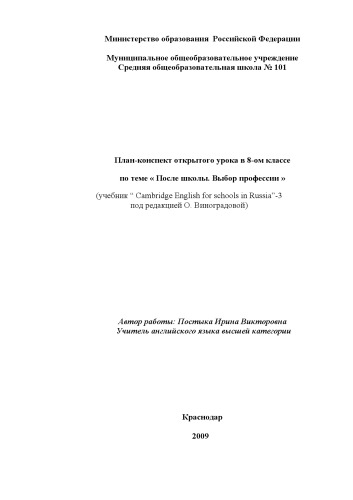 Министерство образования Российской Федерации
Муниципальное общеобразовательное учреждение
Средняя общеобразовательная школа № 101
План-конспект открытого урока в 8-ом классе
по теме « После школы. Выбор профессии »
(учебник “ Cambridge English for schools in Russia”-3
под редакцией О. Виноградовой)
Автор работы: Постыка Ирина Викторовна
Учитель английского языка высшей категории
Краснодар
2009